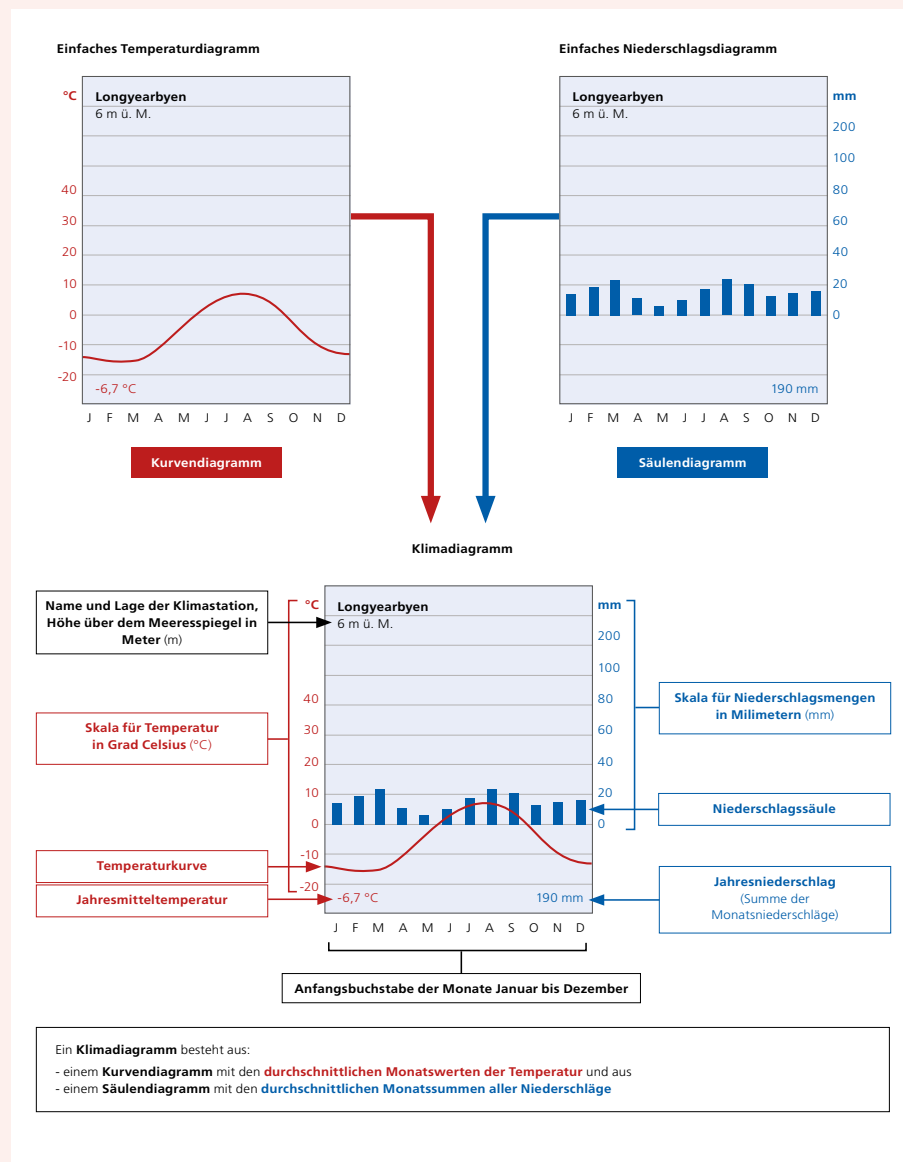 Einfaches Temperaturdiagramm
°C
Longyearbyen
6 m ü. M.
40
30
20
10
0
-10
-20
-6,7 °C
J F M A M J J A S O N D
Kurvendiagramm
Einfaches Niederschlagsdiagramm
Longyearbyen
6 m ü. M.
mm
200
100
80
60
40
20
0
190 mm
J F M A M J J A S O N D
Säulendiagramm
Klimadiagramm
Name und Lage der Klimastation,
Höhe über dem Meeresspiegel in
Meter (m)
Skala für Temperatur
in Grad Celsius (°C)
Temperaturkurve
Jahresmitteltemperatur
°C
40
30
20
10
0
-10
-20
Longyearbyen
6 m ü. M.
-6,7 °C
190 mm
J F M A M J J A S O N D
mm
200
100
80
60
40
20
0
Skala für Niederschlagsmengen
in Milimetern (mm)
Niederschlagssäule
Jahresniederschlag
(Summe der
Monatsniederschläge)
Anfangsbuchstabe der Monate Januar bis Dezember
Ein Klimadiagramm besteht aus:
- einem Kurvendiagramm mit den durchschnittlichen Monatswerten der Temperatur und aus
- einem Säulendiagramm mit den durchschnittlichen Monatssummen aller Niederschläge